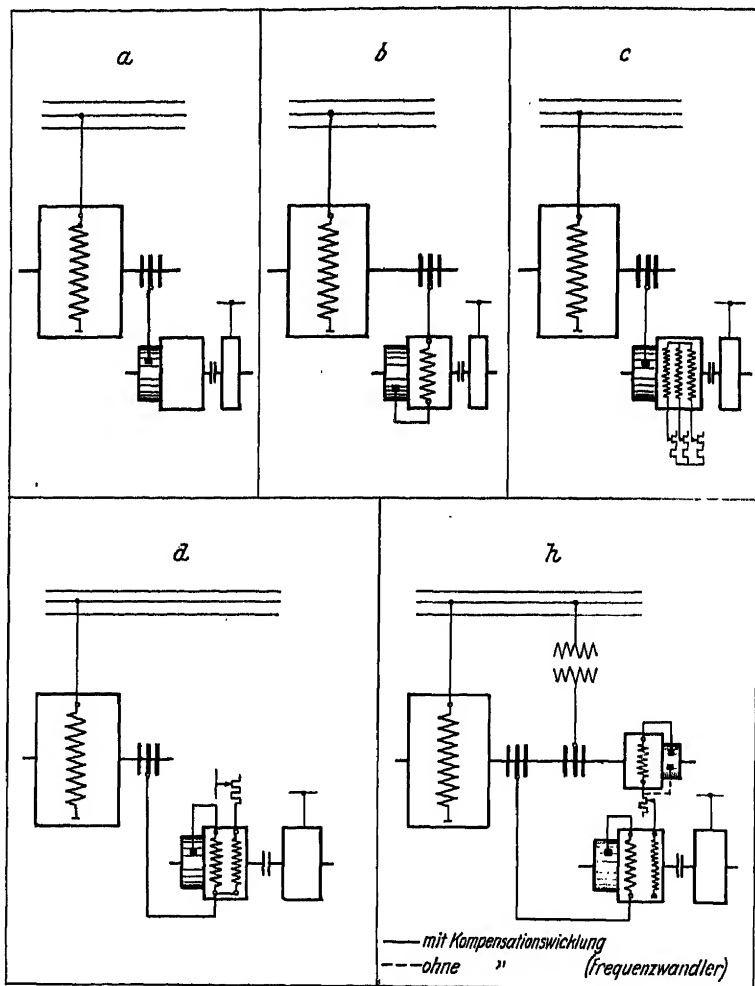 a
b
c
d
h
mit Kompensationswicklung
ohne " (Frequenzwandler)